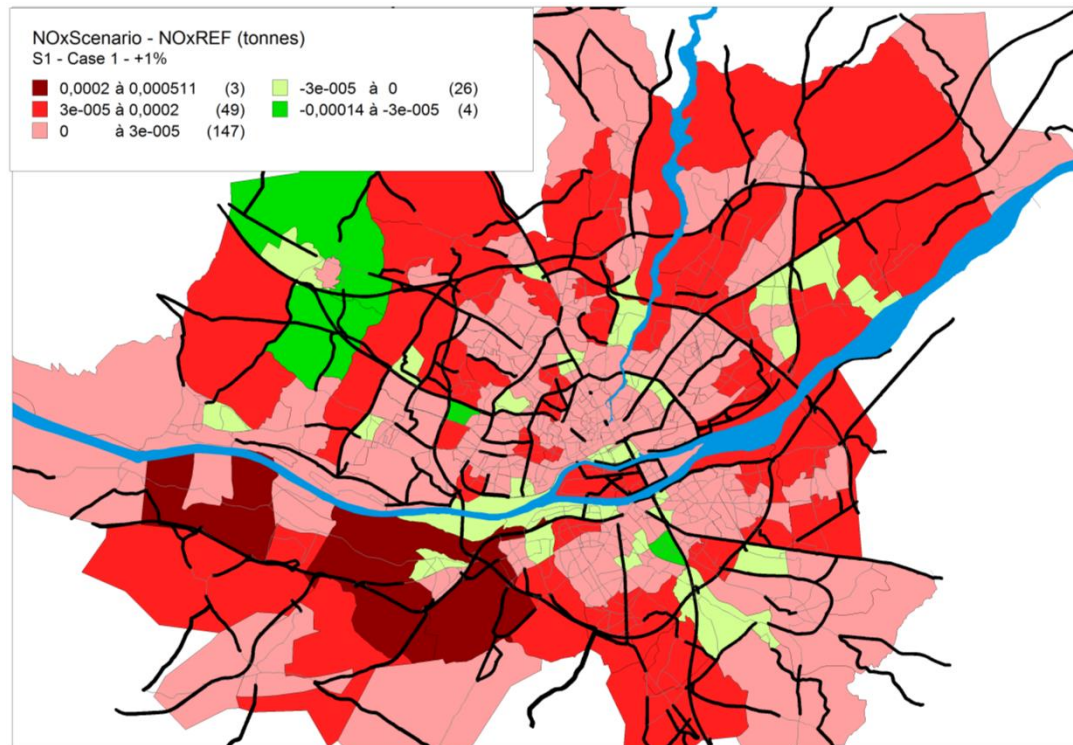 NOxScenario - NOxREF (tonnes)
S1 - Case 1 - +1%
0,0002 à 0,000511 (3)
3e-005 à 0,0002 (49)
0 à 3e-005 (147)
-3e-005 à 0 (26)
-0,00014 à -3e-005 (4)